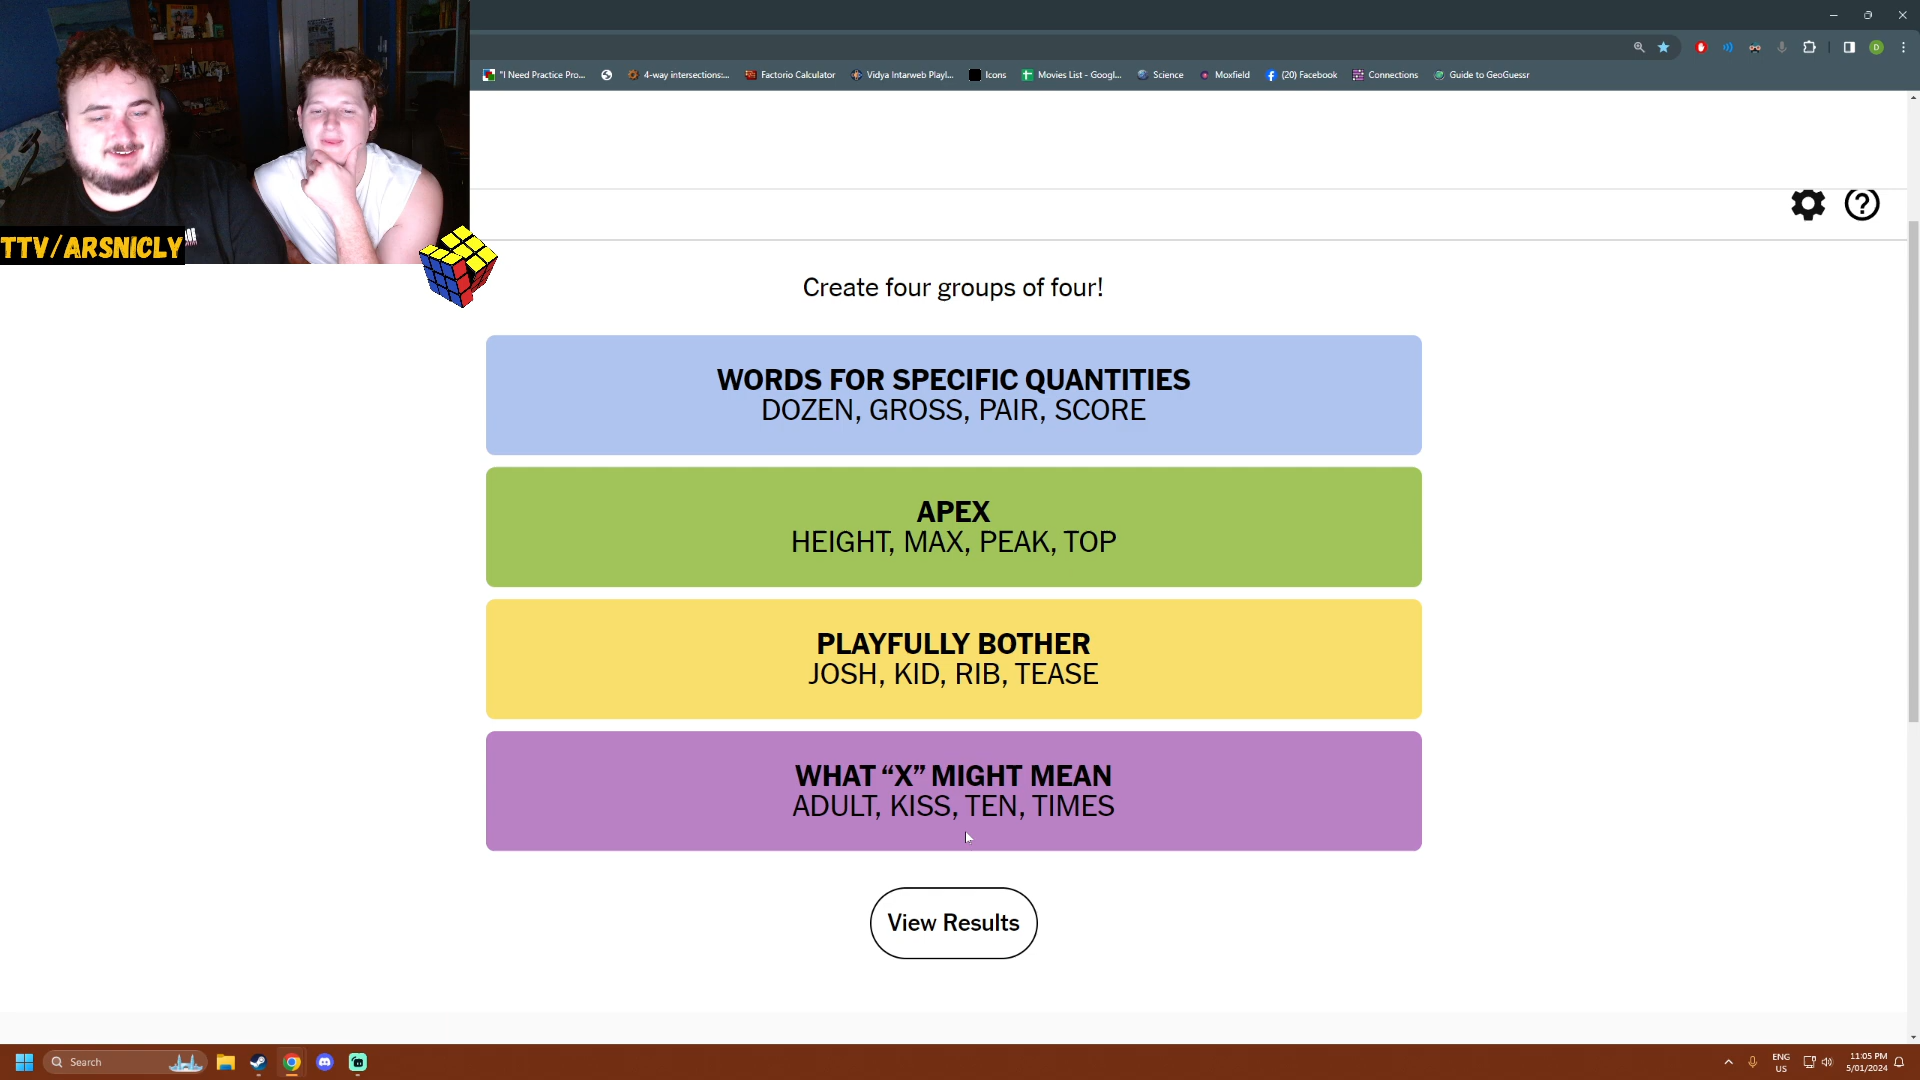 "I Need Practice Pro...
4-way intersections:...
Factorio Calculator
Vidya Intarweb Playl...
Icons
Movies List - Googl...
Science
Moxfield
(20) Facebook
Connections
Guide to GeoGuessr
D
TTV/ARSNICLY
Create four groups of four!
WORDS FOR SPECIFIC QUANTITIES
DOZEN, GROSS, PAIR, SCORE
APEX
HEIGHT, MAX, PEAK, TOP
PLAYFULLY BOTHER
JOSH, KID, RIB, TEASE
WHAT “X” MIGHT MEAN
ADULT, KISS, TEN, TIMES
View Results
Search
ENG
US
11:05 PM
5/01/2024